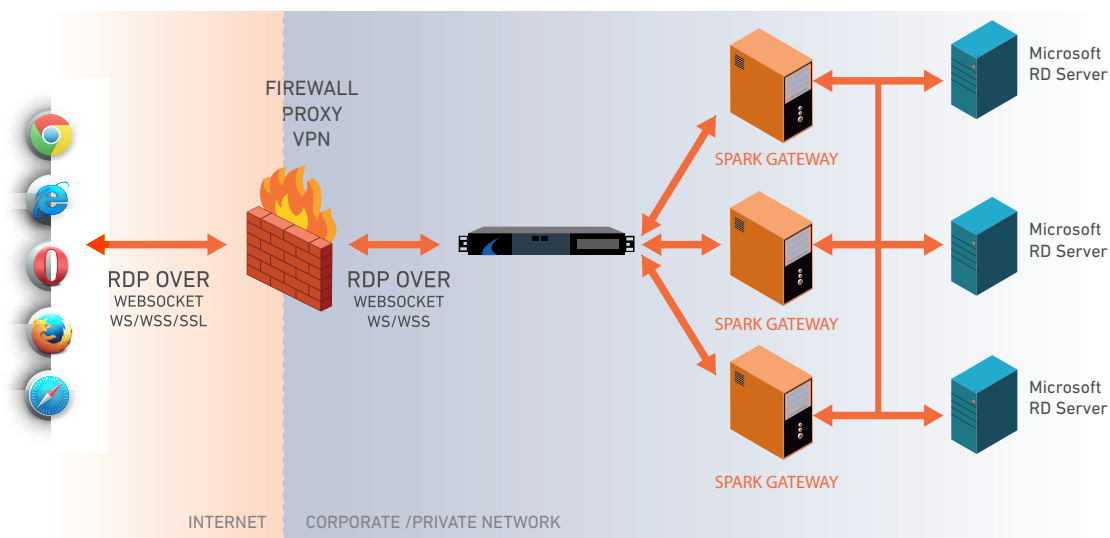 FIREWALL
PROXY
VPN
RDP OVER
WEBSOCKET
WS/WSS/SSL
RDP OVER
WEBSOCKET
WS/WSS
SPARK GATEWAY
Microsoft
RD Server
SPARK GATEWAY
Microsoft
RD Server
SPARK GATEWAY
Microsoft
RD Server
INTERNET
CORPORATE /PRIVATE NETWORK